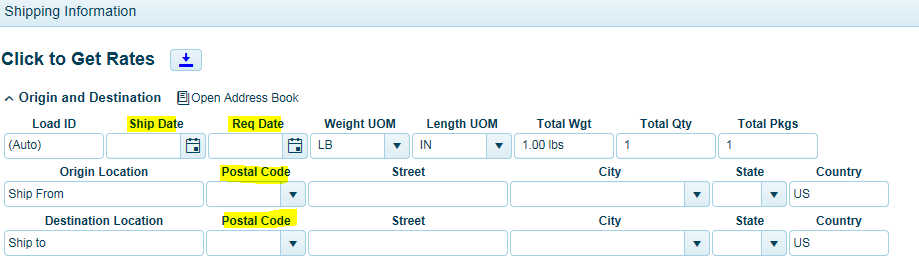 Shipping Information
Click to Get Rates
Origin and Destination Open Address Book
Load ID Ship Date Req Date Weight UOM Length UOM Total Wgt Total Qty Total Pkgs
(Auto) LB IN 1.00 lbs 1 1
Origin Location Postal Code Street City State Country
Ship From US
Destination Location Postal Code Street City State Country
Ship to US